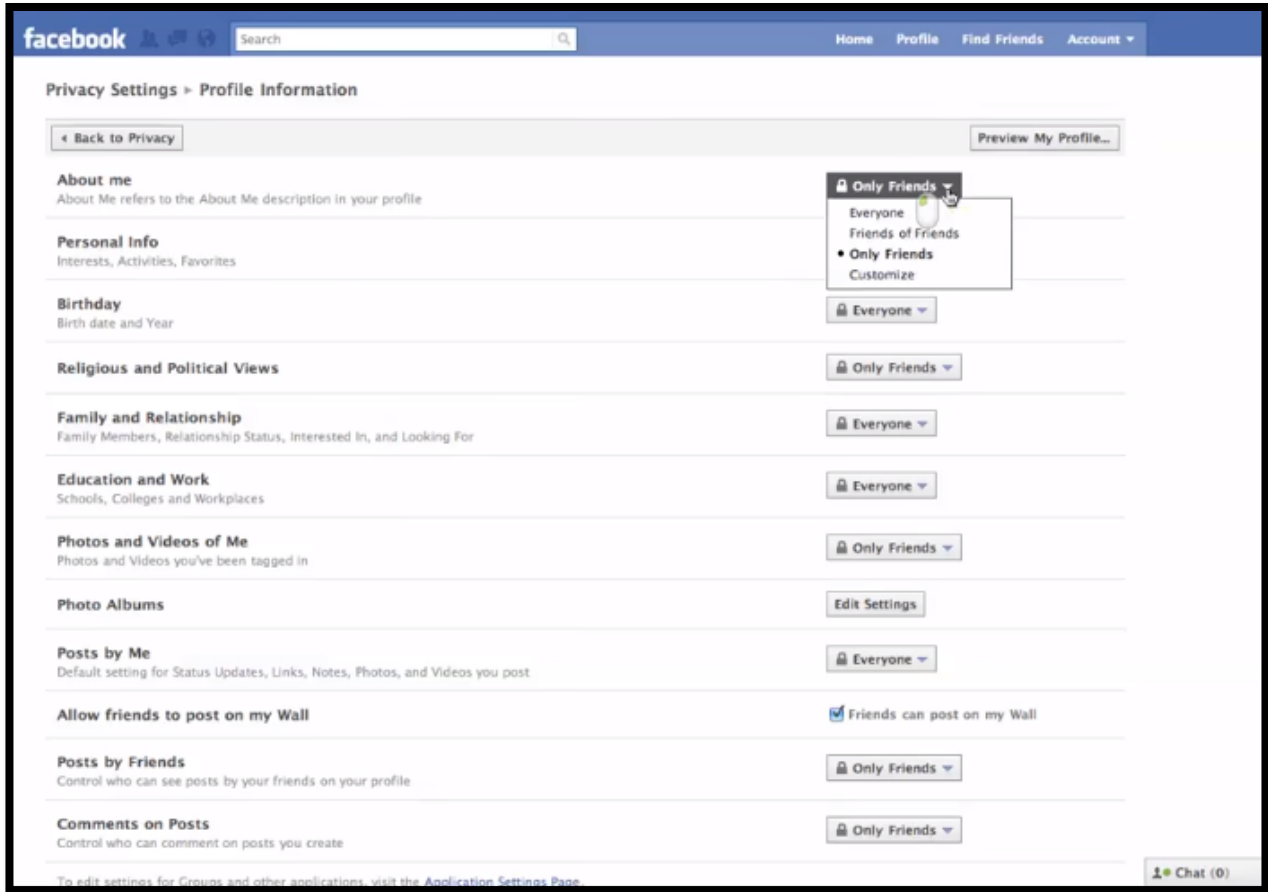 facebook Search Home Profile Find Friends Account
Privacy Settings ▸ Profile Information
Back to Privacy Preview My Profile...
About me
About Me refers to the About Me description in your profile
Only Friends
Everyone
Friends of Friends
• Only Friends
Customize
Personal Info
Interests, Activities, Favorites
Birthday
Birth date and Year
Everyone
Religious and Political Views
Only Friends
Family and Relationship
Family Members, Relationship Status, Interested In, and Looking For
Everyone
Education and Work
Schools, Colleges and Workplaces
Everyone
Photos and Videos of Me
Photos and Videos you've been tagged in
Only Friends
Photo Albums
Edit Settings
Posts by Me
Default setting for Status Updates, Links, Notes, Photos, and Videos you post
Everyone
Allow friends to post on my Wall
Friends can post on my Wall
Posts by Friends
Control who can see posts by your friends on your profile
Only Friends
Comments on Posts
Control who can comment on posts you create
Only Friends
To edit settings for Groups and other applications, visit the Application Settings Page.
Chat (0)